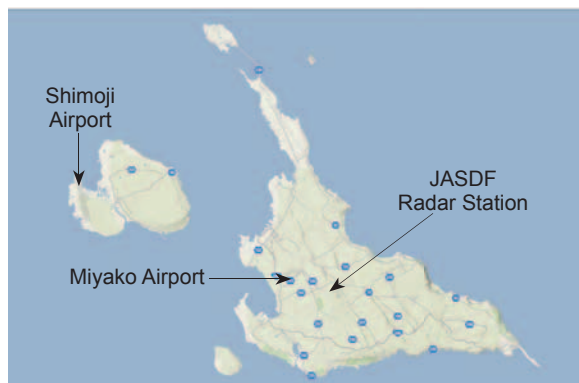 Shimoji
Airport
JASDF
Radar Station
Miyako Airport